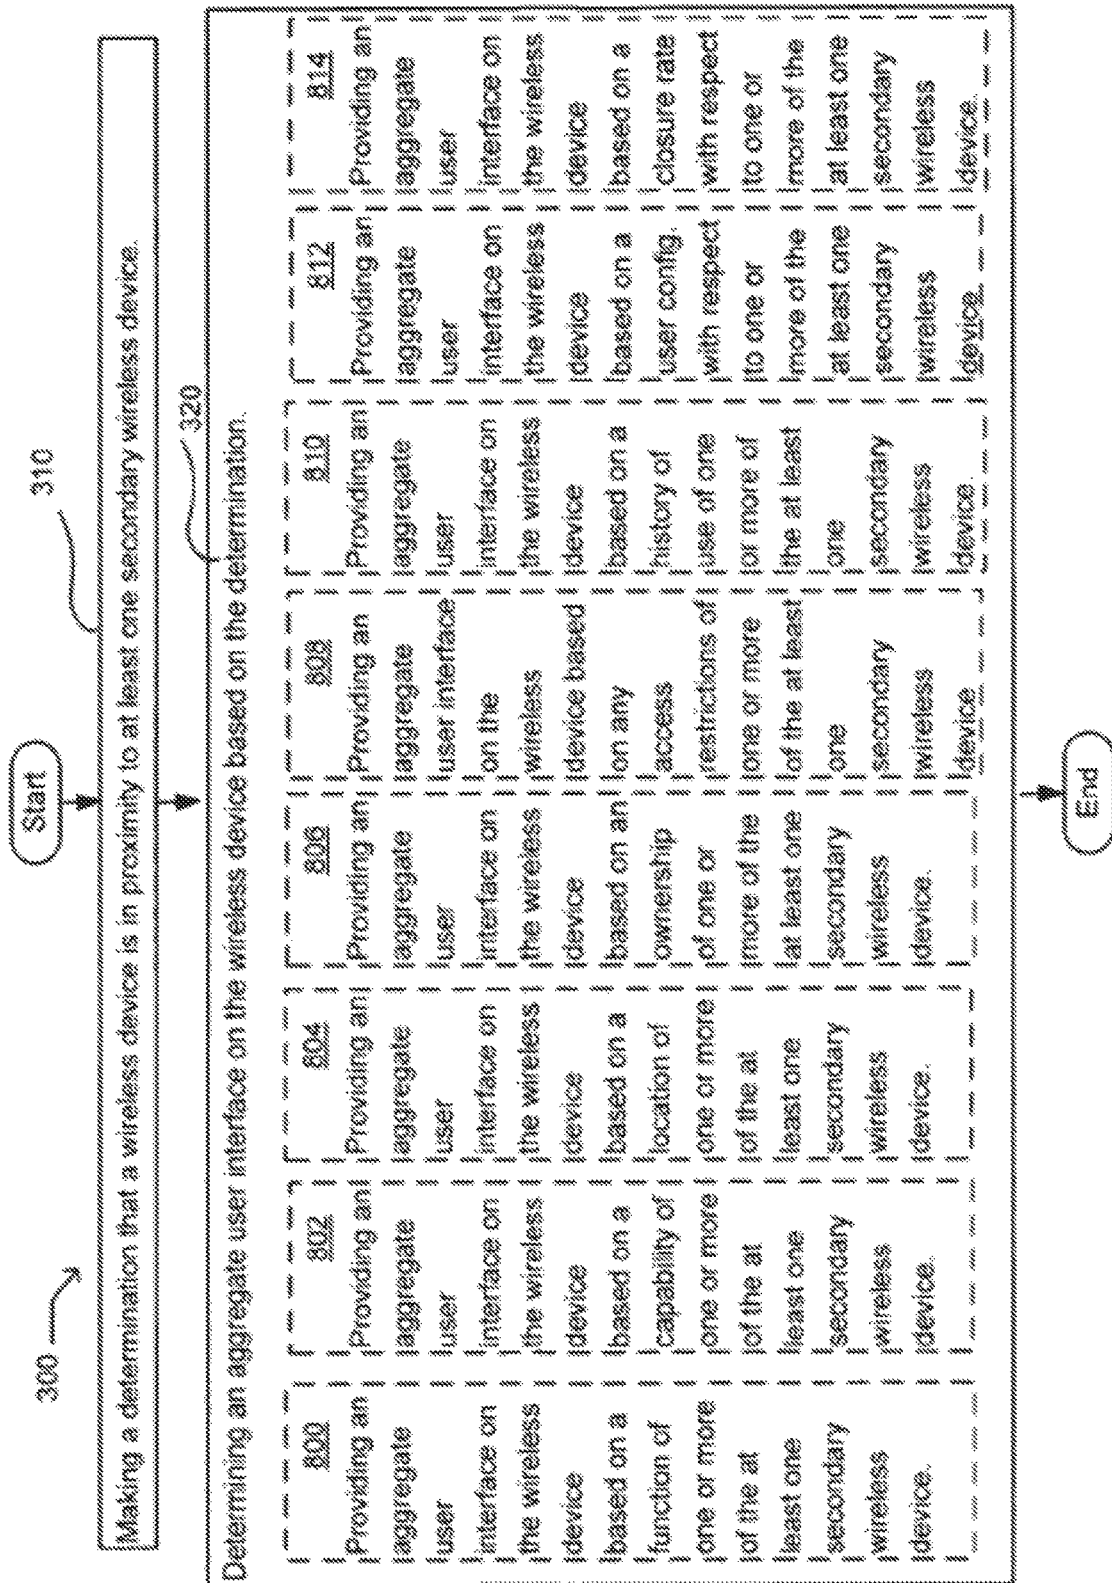 300
Start
310
Making a determination that a wireless device is in proximity to at least one secondary wireless device.
320
Determining an aggregate user interface on the wireless device based on the determination.
800
Providing an
aggregate
user
interface on
the wireless
device
based on a
function of
one or more
of the at
least one
secondary
wireless
device.
802
Providing an
aggregate
user
interface on
the wireless
device
based on a
capability of
one or more
of the at
least one
secondary
wireless
device.
804
Providing an
aggregate
user
interface on
the wireless
device
based on a
location of
one or more
of the at
least one
secondary
wireless
device.
806
Providing an
aggregate
user
interface on
the wireless
device
based on an
ownership
of one or
more of the
at least one
secondary
wireless
device.
808
Providing an
aggregate
user interface
on the
wireless
device based
on any
access
restrictions of
one or more
of the at least
one
secondary
wireless
device
810
Providing an
aggregate
user
interface on
the wireless
device
based on a
history of
use of one
or more of
the at least
one
secondary
wireless
device.
812
Providing an
aggregate
user
interface on
the wireless
device
based on a
user config.
with respect
to one or
more of the
at least one
secondary
wireless
device.
814
Providing an
aggregate
user
interface on
the wireless
device
based on a
closure rate
with respect
to one or
more of the
at least one
secondary
wireless
device.
End